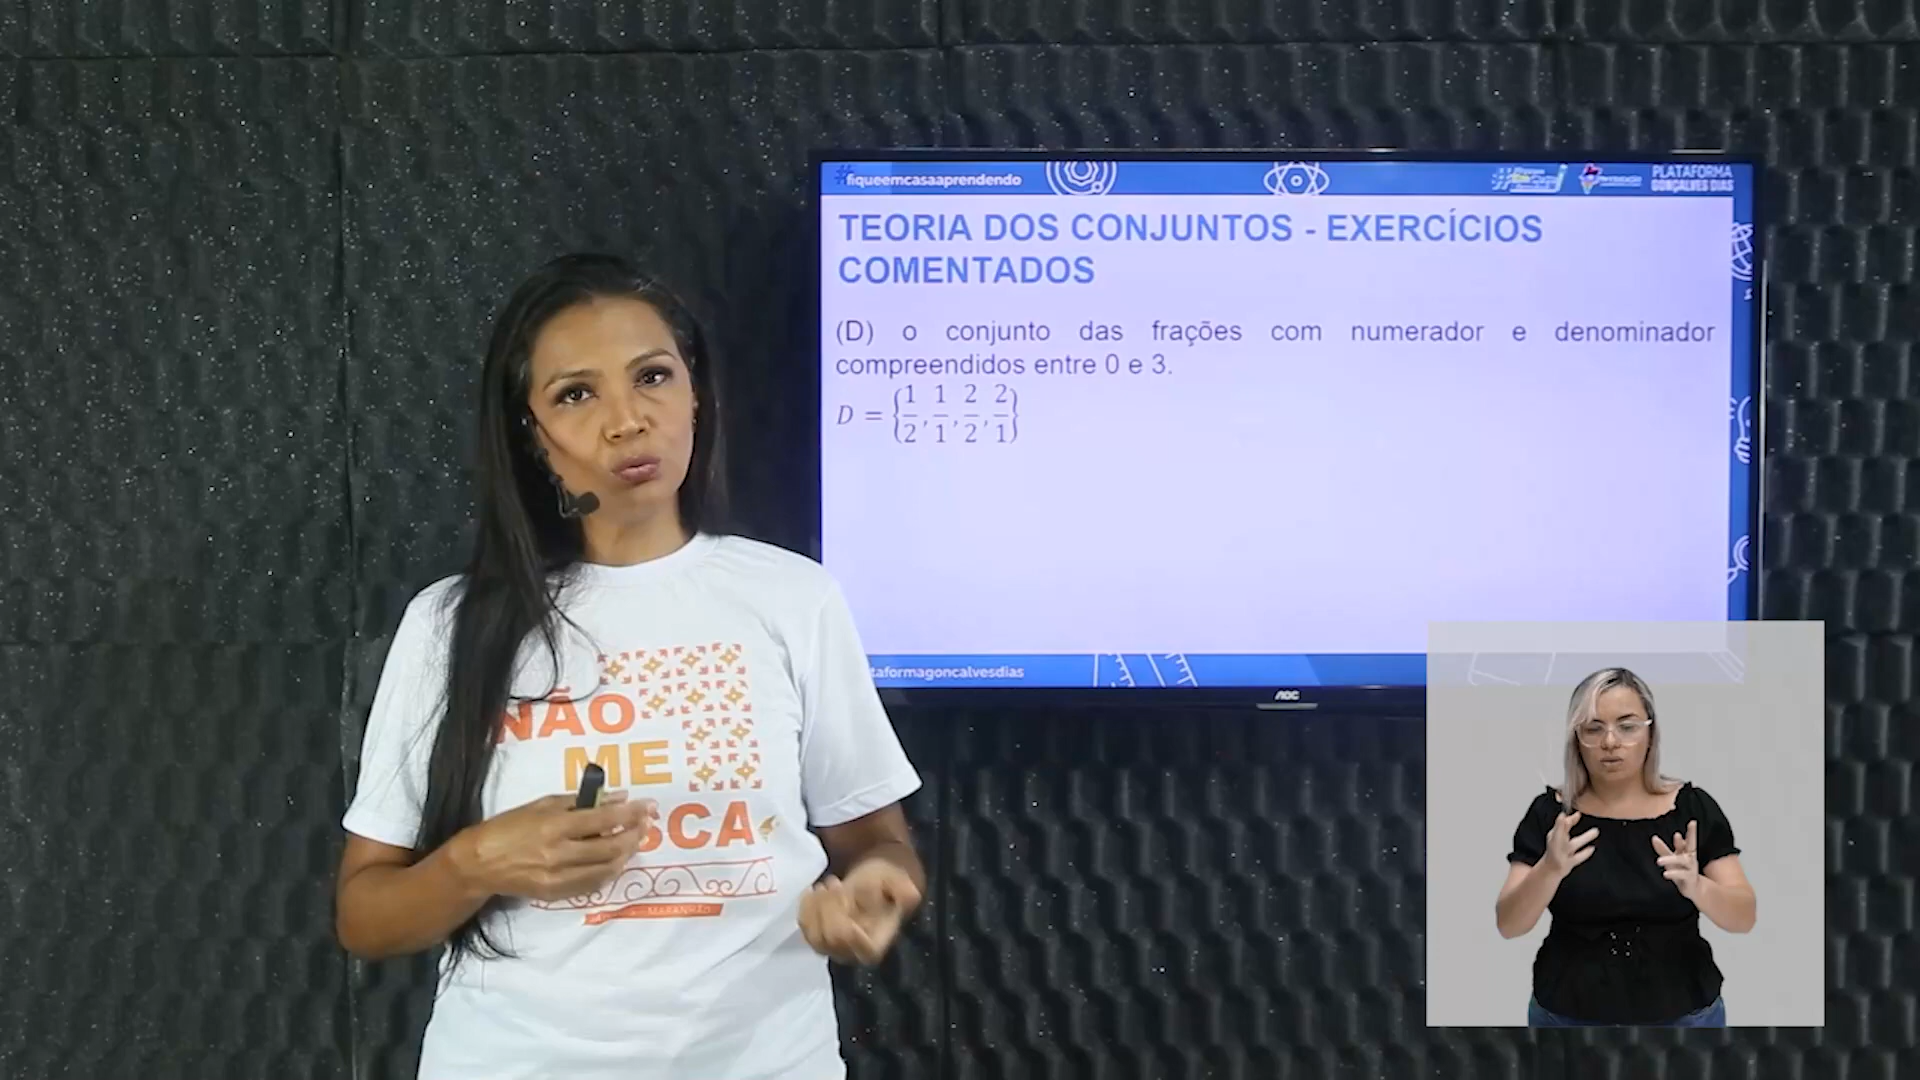 #fiqueemcasaaprendendo
PLATAFORMA
GONÇALVES DIAS
TEORIA DOS CONJUNTOS - EXERCÍCIOS
COMENTADOS
(D) o conjunto das frações com numerador e denominador
compreendidos entre 0 e 3.
D = {1/2, 1/1, 2/2, 2/1}
taformagoncalvesdias
AOC
NÃO
ME
SCA
MARANHÃO